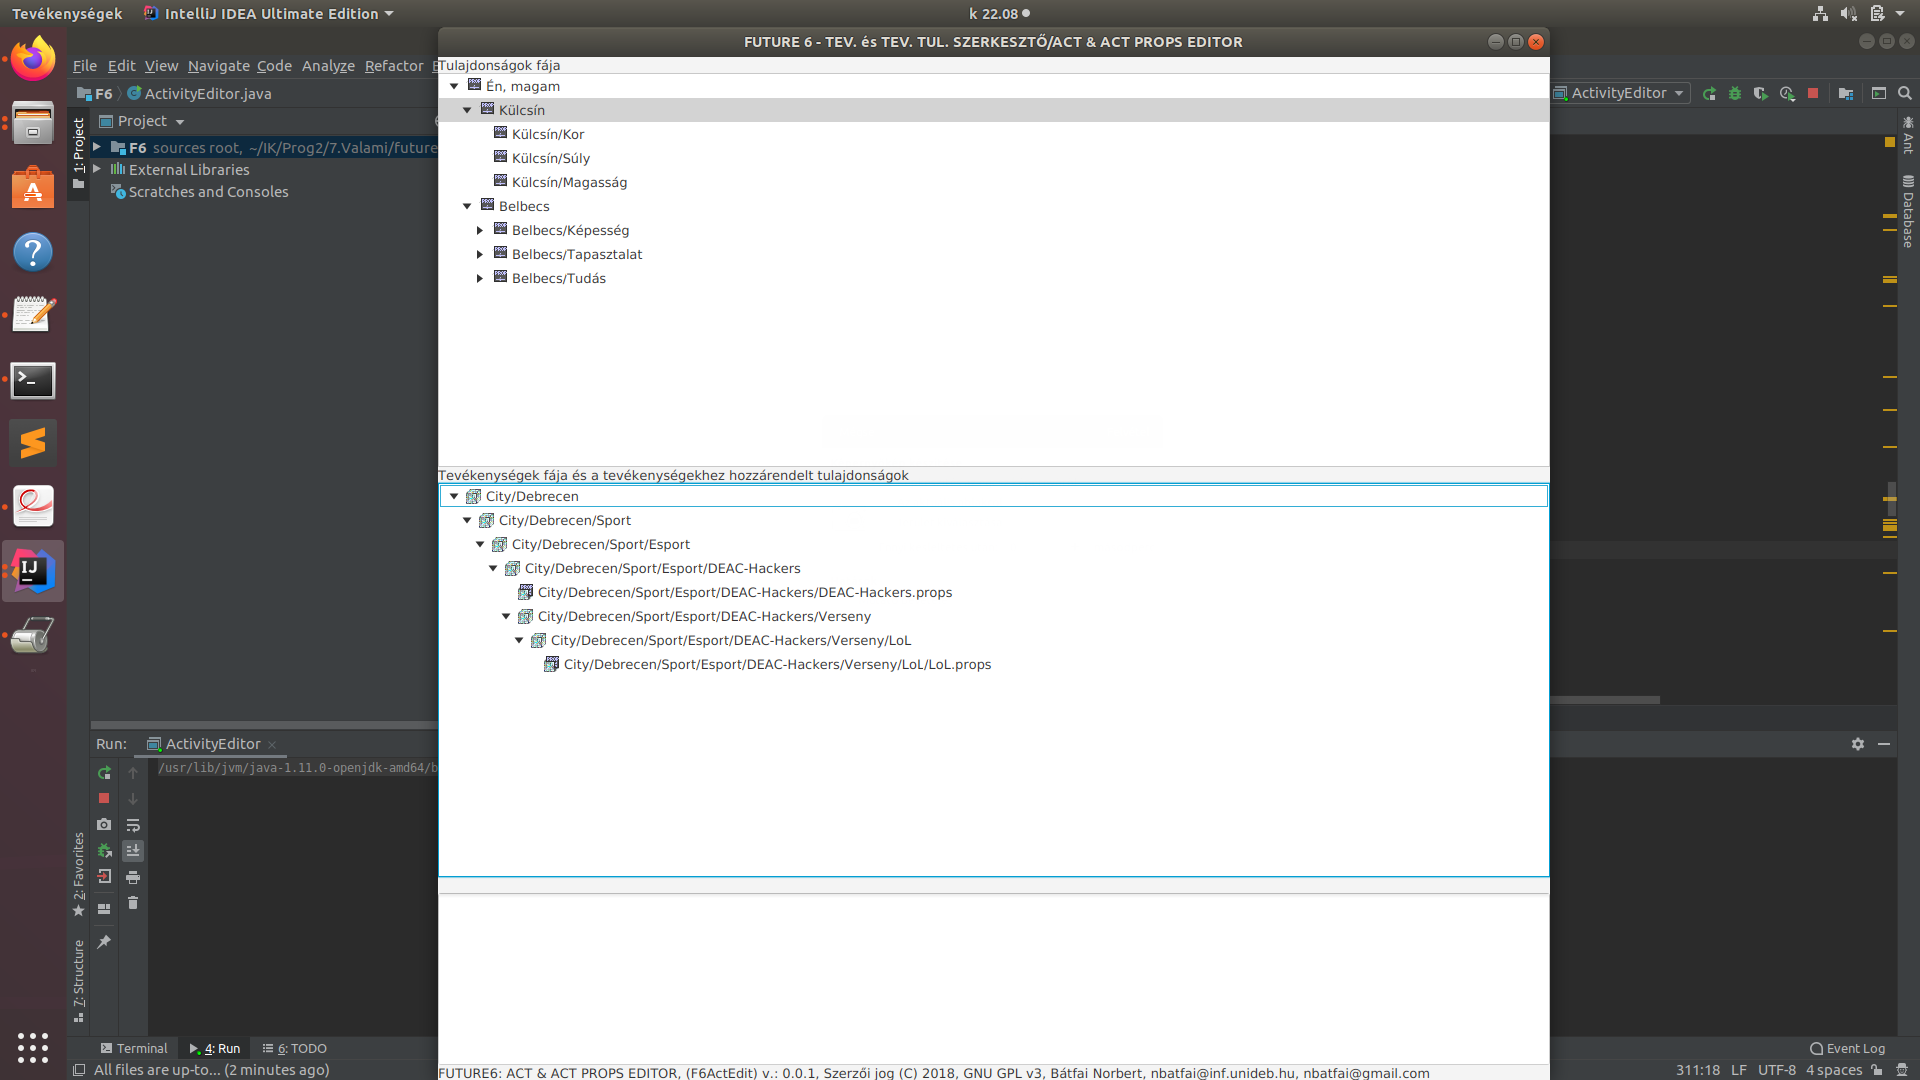 Tevékenységek IntelliJ IDEA Ultimate Edition k 22.08
FUTURE 6 - TEV. és TEV. TUL. SZERKESZTŐ/ACT & ACT PROPS EDITOR
File Edit View Navigate Code Analyze Refactor
F6 ActivityEditor.java
ActivityEditor
Project
1: Project
F6 sources root, ~/IK/Prog2/7.Valami/future
External Libraries
Scratches and Consoles
Tulajdonságok fája
Én, magam
Külcsín
Külcsín/Kor
Külcsín/Súly
Külcsín/Magasság
Belbecs
Belbecs/Képesség
Belbecs/Tapasztalat
Belbecs/Tudás
Tevékenységek fája és a tevékenységekhez hozzárendelt tulajdonságok
City/Debrecen
City/Debrecen/Sport
City/Debrecen/Sport/Esport
City/Debrecen/Sport/Esport/DEAC-Hackers
City/Debrecen/Sport/Esport/DEAC-Hackers/DEAC-Hackers.props
City/Debrecen/Sport/Esport/DEAC-Hackers/Verseny
City/Debrecen/Sport/Esport/DEAC-Hackers/Verseny/LoL
City/Debrecen/Sport/Esport/DEAC-Hackers/Verseny/LoL/LoL.props
Ant
Database
Run: ActivityEditor
/usr/lib/jvm/java-1.11.0-openjdk-amd64/b
2: Favorites
7: Structure
Terminal 4: Run 6: TODO
Event Log
All files are up-to... (2 minutes ago)
FUTURE6: ACT & ACT PROPS EDITOR, (F6ActEdit) v.: 0.0.1, Szerzői jog (C) 2018, GNU GPL v3, Bátfai Norbert, nbatfai@inf.unideb.hu, nbatfai@gmail.com
311:18 LF UTF-8 4 spaces